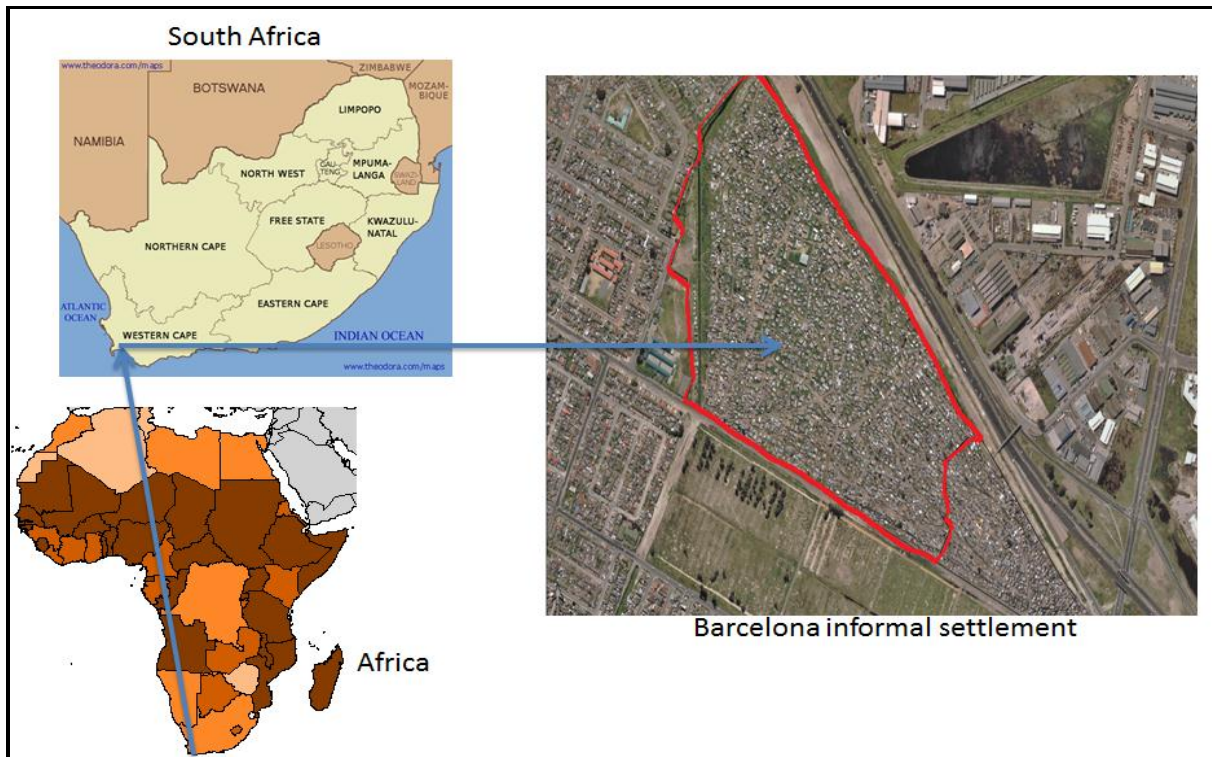 South Africa
www.theodora.com/maps
ZIMBABWE
BOTSWANA
MOZAM-
BIQUE
LIMPOPO
NAMIBIA
NORTH WEST
GAU-
TENG
MPUMA-
LANGA
SWAZI-
LAND
FREE STATE
KWAZULU-
NATAL
NORTHERN CAPE
LESOTHO
EASTERN CAPE
ATLANTIC
OCEAN
WESTERN CAPE
INDIAN OCEAN
www.theodora.com/maps
Barcelona informal settlement
Africa